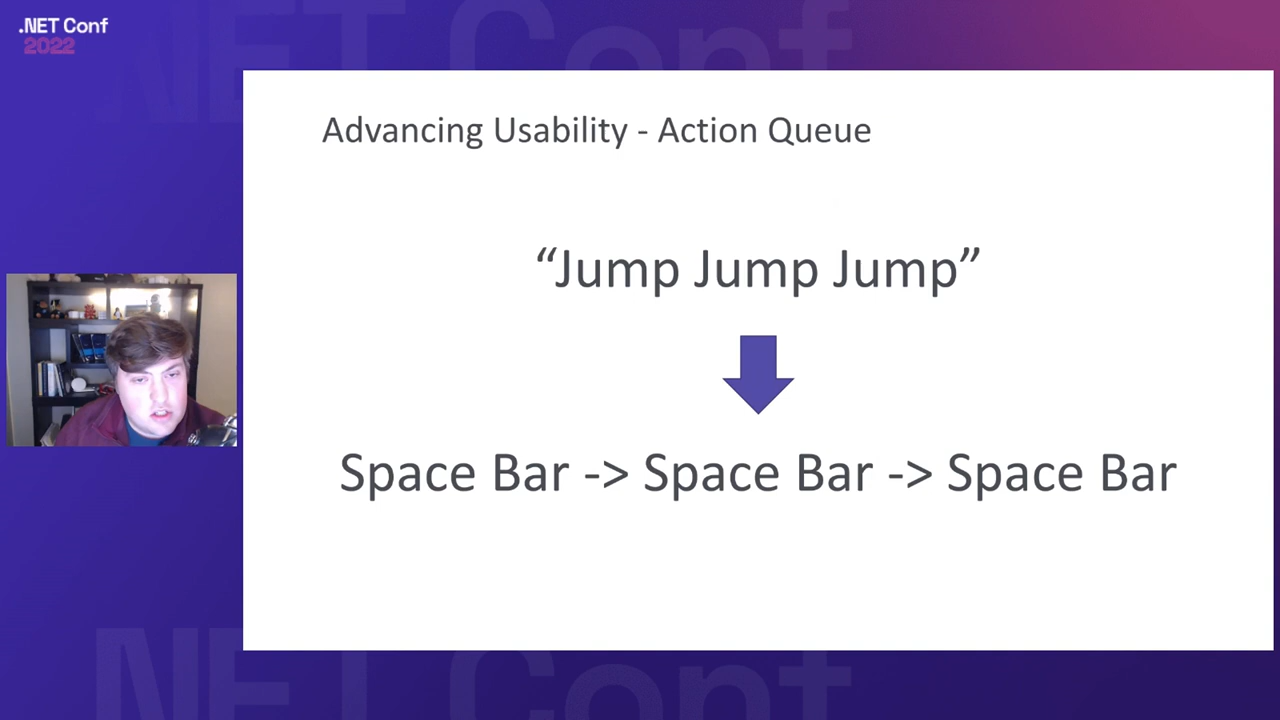 .NET Conf
2022
Advancing Usability - Action Queue
“Jump Jump Jump”
Space Bar -> Space Bar -> Space Bar